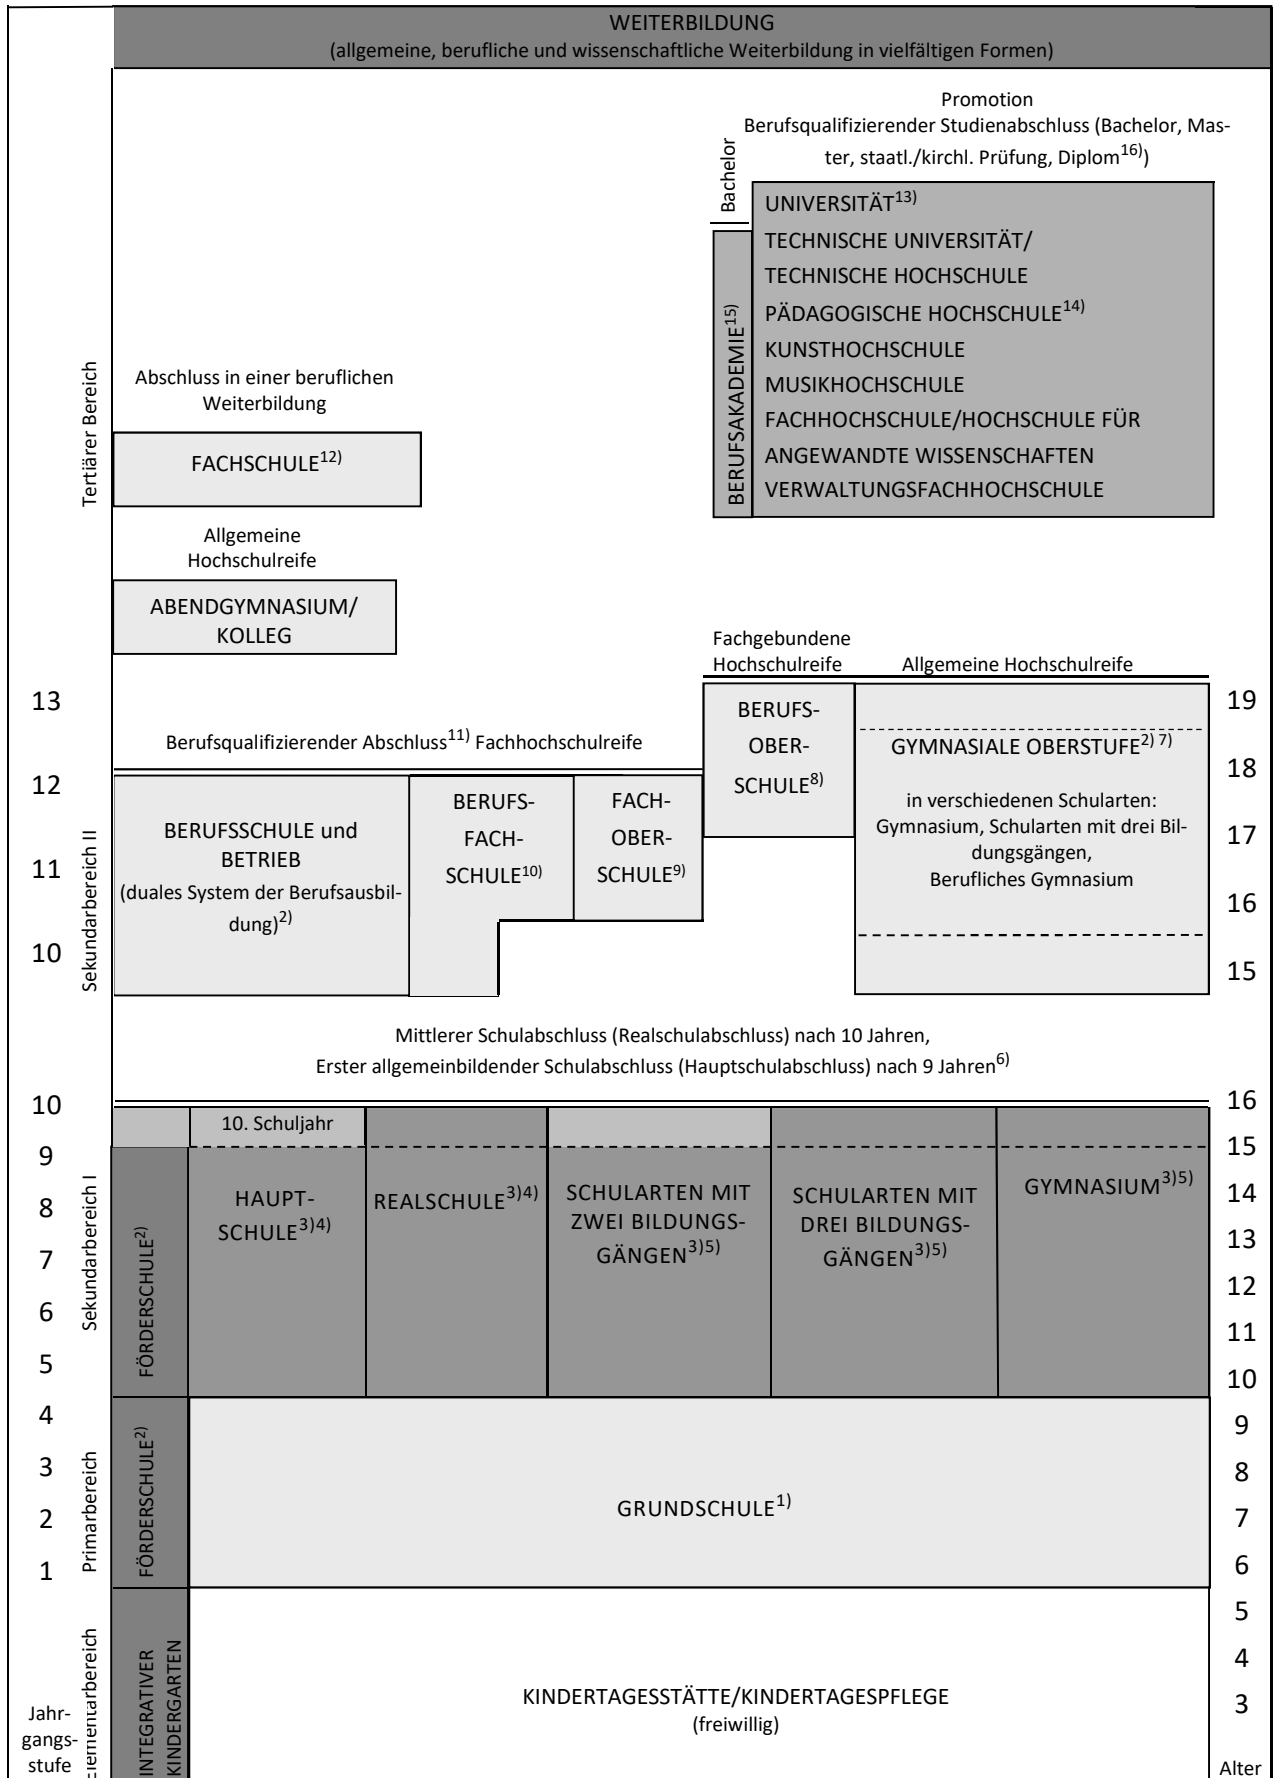 WEITERBILDUNG
(allgemeine, berufliche und wissenschaftliche Weiterbildung in vielfältigen Formen)
Promotion
Berufsqualifizierender Studienabschluss (Bachelor, Mas-
ter, staatl./kirchl. Prüfung, Diplom16))
Bachelor
UNIVERSITÄT13)
TECHNISCHE UNIVERSITÄT/
TECHNISCHE HOCHSCHULE
PÄDAGOGISCHE HOCHSCHULE14)
KUNSTHOCHSCHULE
MUSIKHOCHSCHULE
FACHHOCHSCHULE/HOCHSCHULE FÜR
ANGEWANDTE WISSENSCHAFTEN
VERWALTUNGSFACHHOCHSCHULE
BERUFSAKADEMIE15)
Tertiärer Bereich
Abschluss in einer beruflichen
Weiterbildung
FACHSCHULE12)
Allgemeine
Hochschulreife
ABENDGYMNASIUM/
KOLLEG
Fachgebundene
Hochschulreife
Allgemeine Hochschulreife
13
12
11
10
Sekundarbereich II
Berufsqualifizierender Abschluss11) Fachhochschulreife
BERUFSSCHULE und
BETRIEB
(duales System der Berufsausbil-
dung)2)
BERUFS-
FACH-
SCHULE10)
FACH-
OBER-
SCHULE9)
BERUFS-
OBER-
SCHULE8)
GYMNASIALE OBERSTUFE2) 7)
in verschiedenen Schularten:
Gymnasium, Schularten mit drei Bil-
dungsgängen,
Berufliches Gymnasium
19
18
17
16
15
Mittlerer Schulabschluss (Realschulabschluss) nach 10 Jahren,
Erster allgemeinbildender Schulabschluss (Hauptschulabschluss) nach 9 Jahren6)
10
9
8
7
6
5
Sekundarbereich I
FÖRDERSCHULE2)
10. Schuljahr
HAUPT-
SCHULE3)4)
REALSCHULE3)4)
SCHULARTEN MIT
ZWEI BILDUNGS-
GÄNGEN3)5)
SCHULARTEN MIT
DREI BILDUNGS-
GÄNGEN3)5)
GYMNASIUM3)5)
16
15
14
13
12
11
10
4
3
2
1
Primarbereich
FÖRDERSCHULE2)
GRUNDSCHULE1)
9
8
7
6
Jahr-
gangs-
stufe
Elementarbereich
INTEGRATIVER
KINDERGARTEN
KINDERTAGESSTÄTTE/KINDERTAGESPFLEGE
(freiwillig)
5
4
3
Alter